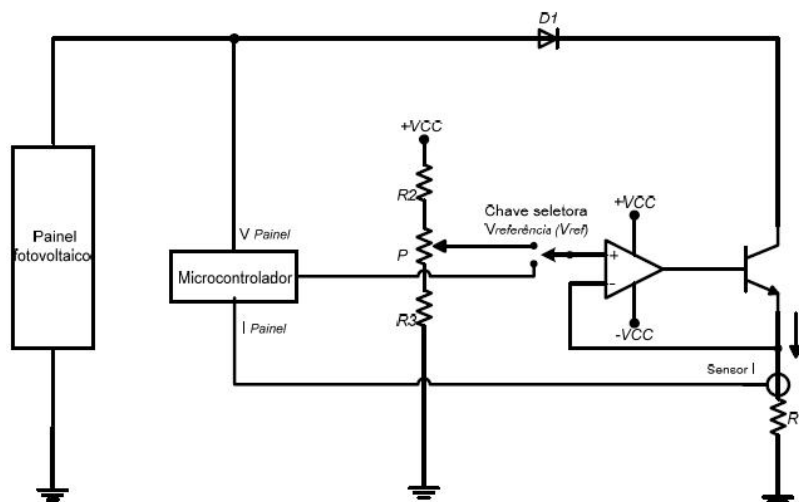 D1
+VCC
R2
Chave seletora
Vreferência (Vref)
+VCC
Painel
fotovoltaico
V Painel
P
+
Microcontrolador
-
R3
-VCC
I Painel
Sensor I
R